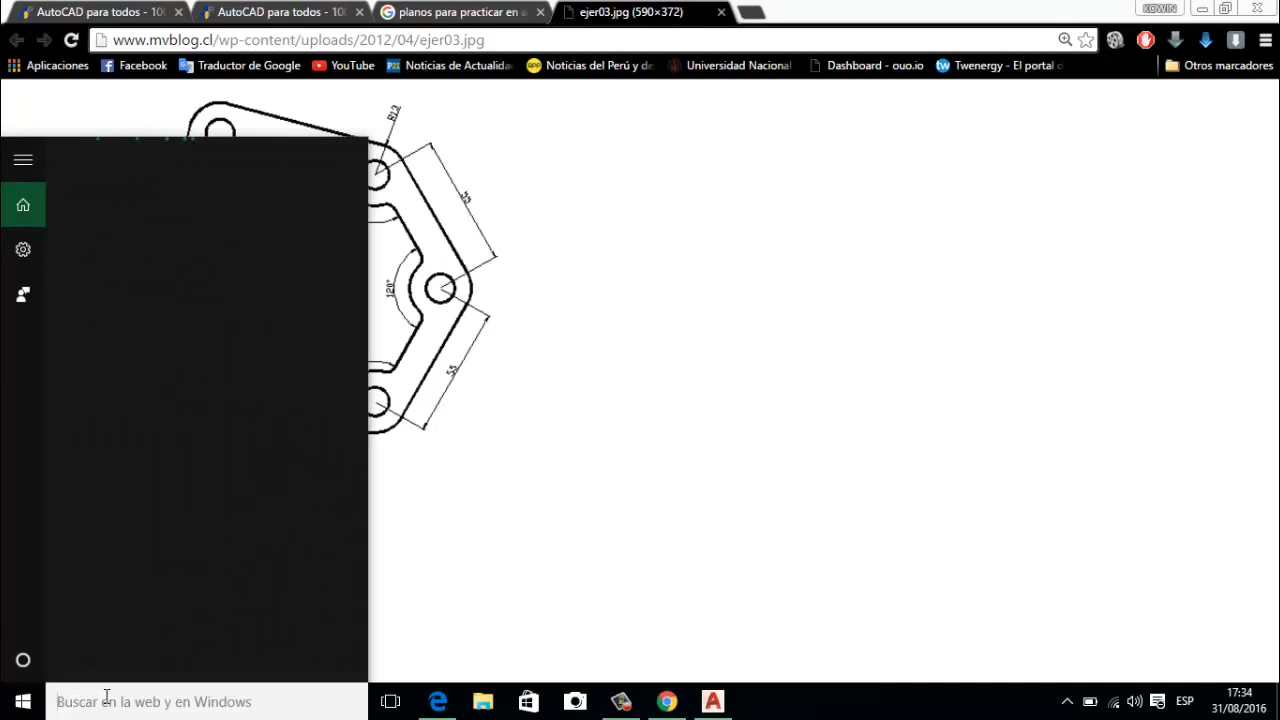 AutoCAD para todos - 10
AutoCAD para todos - 10
planos para practicar en a
ejer03.jpg (590×372)
EDWIN
www.mvblog.cl/wp-content/uploads/2012/04/ejer03.jpg
Aplicaciones
Facebook
Traductor de Google
YouTube
Noticias de Actualida
Noticias del Perú y de
Universidad Nacional
Dashboard - ouo.io
Twenergy - El portal d
Otros marcadores
R12
55
120°
55
Buscar en la web y en Windows
ESP
17:34
31/08/2016